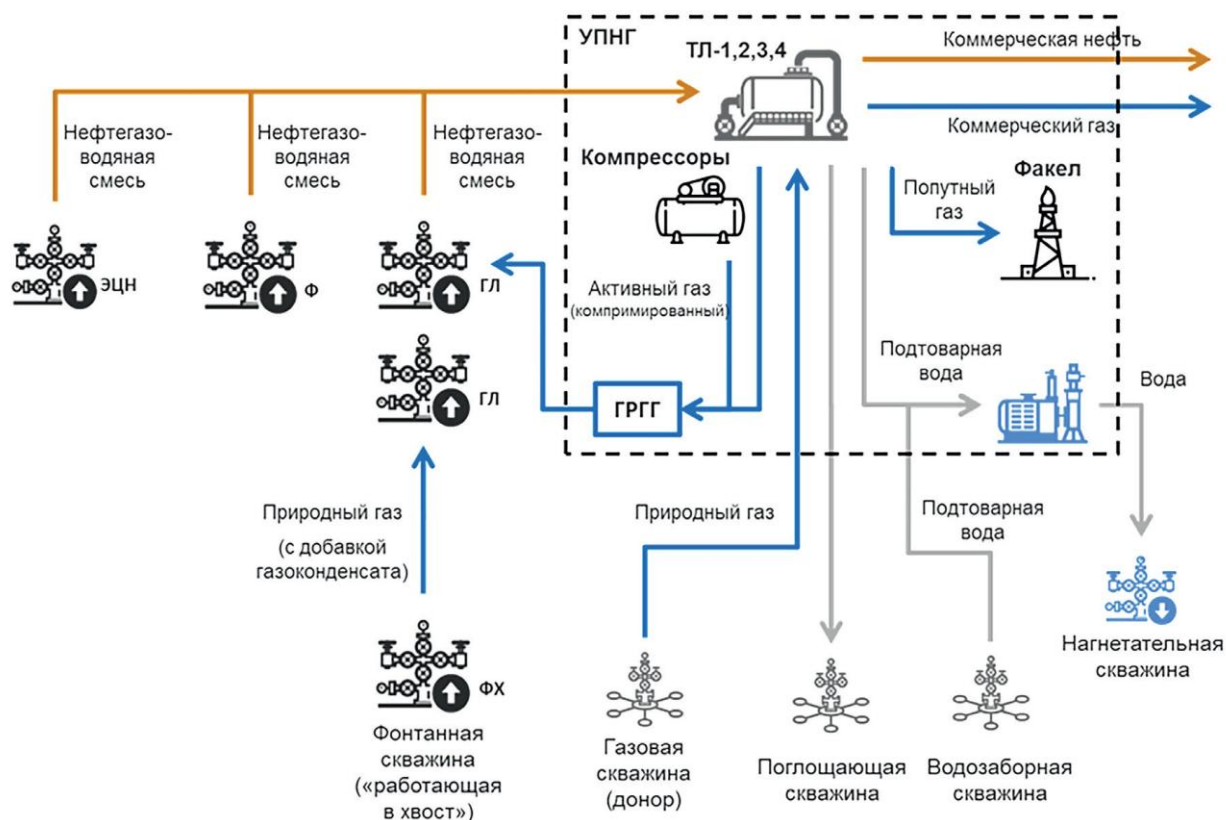 УПНГ
ТЛ-1,2,3,4
Коммерческая нефть
Коммерческий газ
Нефтегазо-
водяная
смесь
Нефтегазо-
водяная
смесь
Нефтегазо-
водяная
смесь
Компрессоры
Попутный
газ
Факел
ЭЦН
Ф
ГЛ
Активный газ
(компримированный)
ГЛ
ГРГГ
Подтоварная
вода
Вода
Природный газ
(с добавкой
газоконденсата)
Природный газ
Подтоварная
вода
Нагнетательная
скважина
ФХ
Фонтанная
скважина
(«работающая
в хвост»)
Газовая
скважина
(донор)
Поглощающая
скважина
Водозаборная
скважина